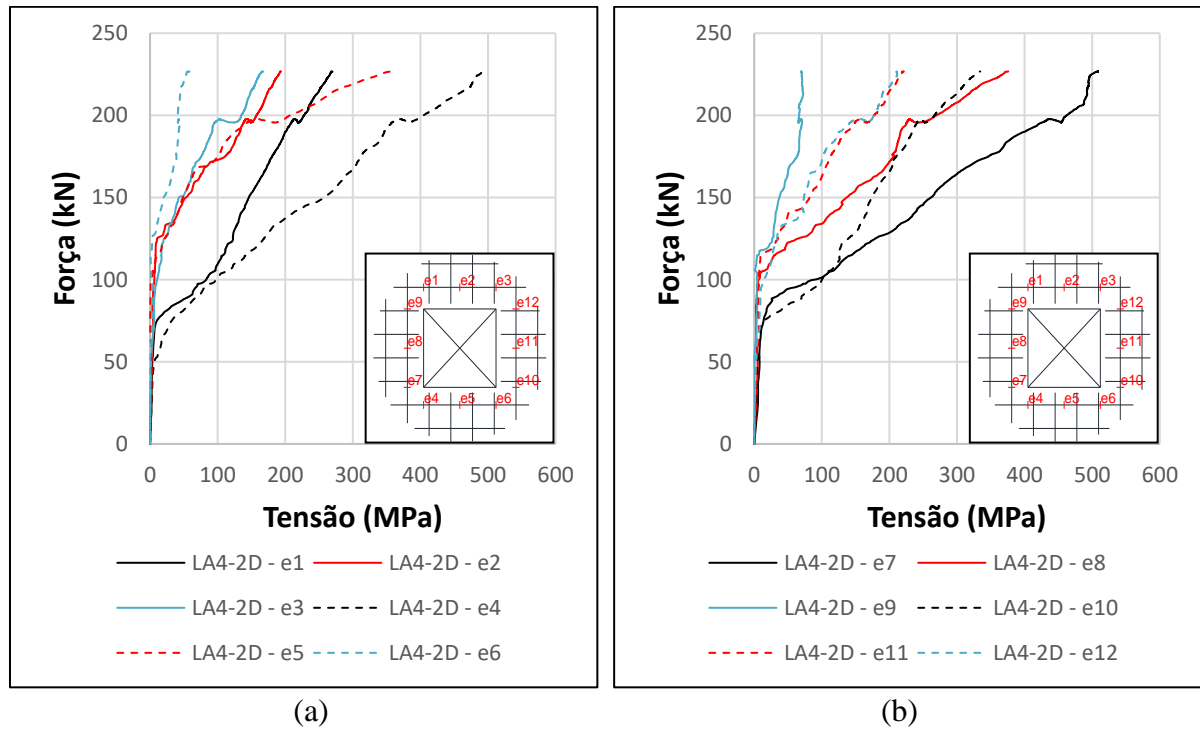 250
200
150
100
50
0
Força (kN)
0 100 200 300 400 500 600
Tensão (MPa)
e1 e2 e3
e9 e12
e8 e11
e7 e10
e4 e5 e6
LA4-2D - e1 LA4-2D - e2
LA4-2D - e3 LA4-2D - e4
LA4-2D - e5 LA4-2D - e6
(a)
250
200
150
100
50
0
Força (kN)
0 100 200 300 400 500 600
Tensão (MPa)
e1 e2 e3
e9 e12
e8 e11
e7 e10
e4 e5 e6
LA4-2D - e7 LA4-2D - e8
LA4-2D - e9 LA4-2D - e10
LA4-2D - e11 LA4-2D - e12
(b)